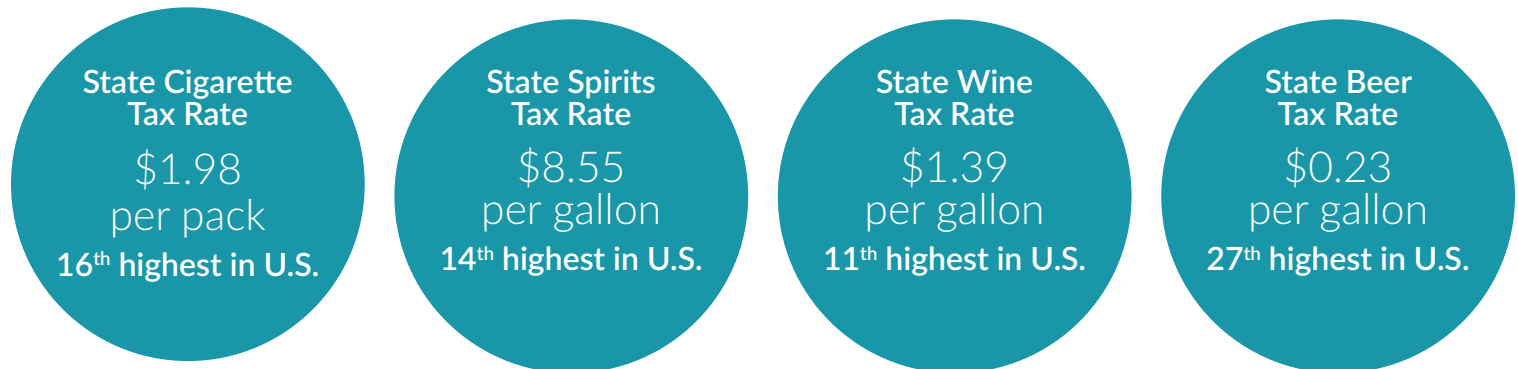 State Cigarette
Tax Rate
$1.98
per pack
16th highest in U.S.
State Spirits
Tax Rate
$8.55
per gallon
14th highest in U.S.
State Wine
Tax Rate
$1.39
per gallon
11th highest in U.S.
State Beer
Tax Rate
$0.23
per gallon
27th highest in U.S.